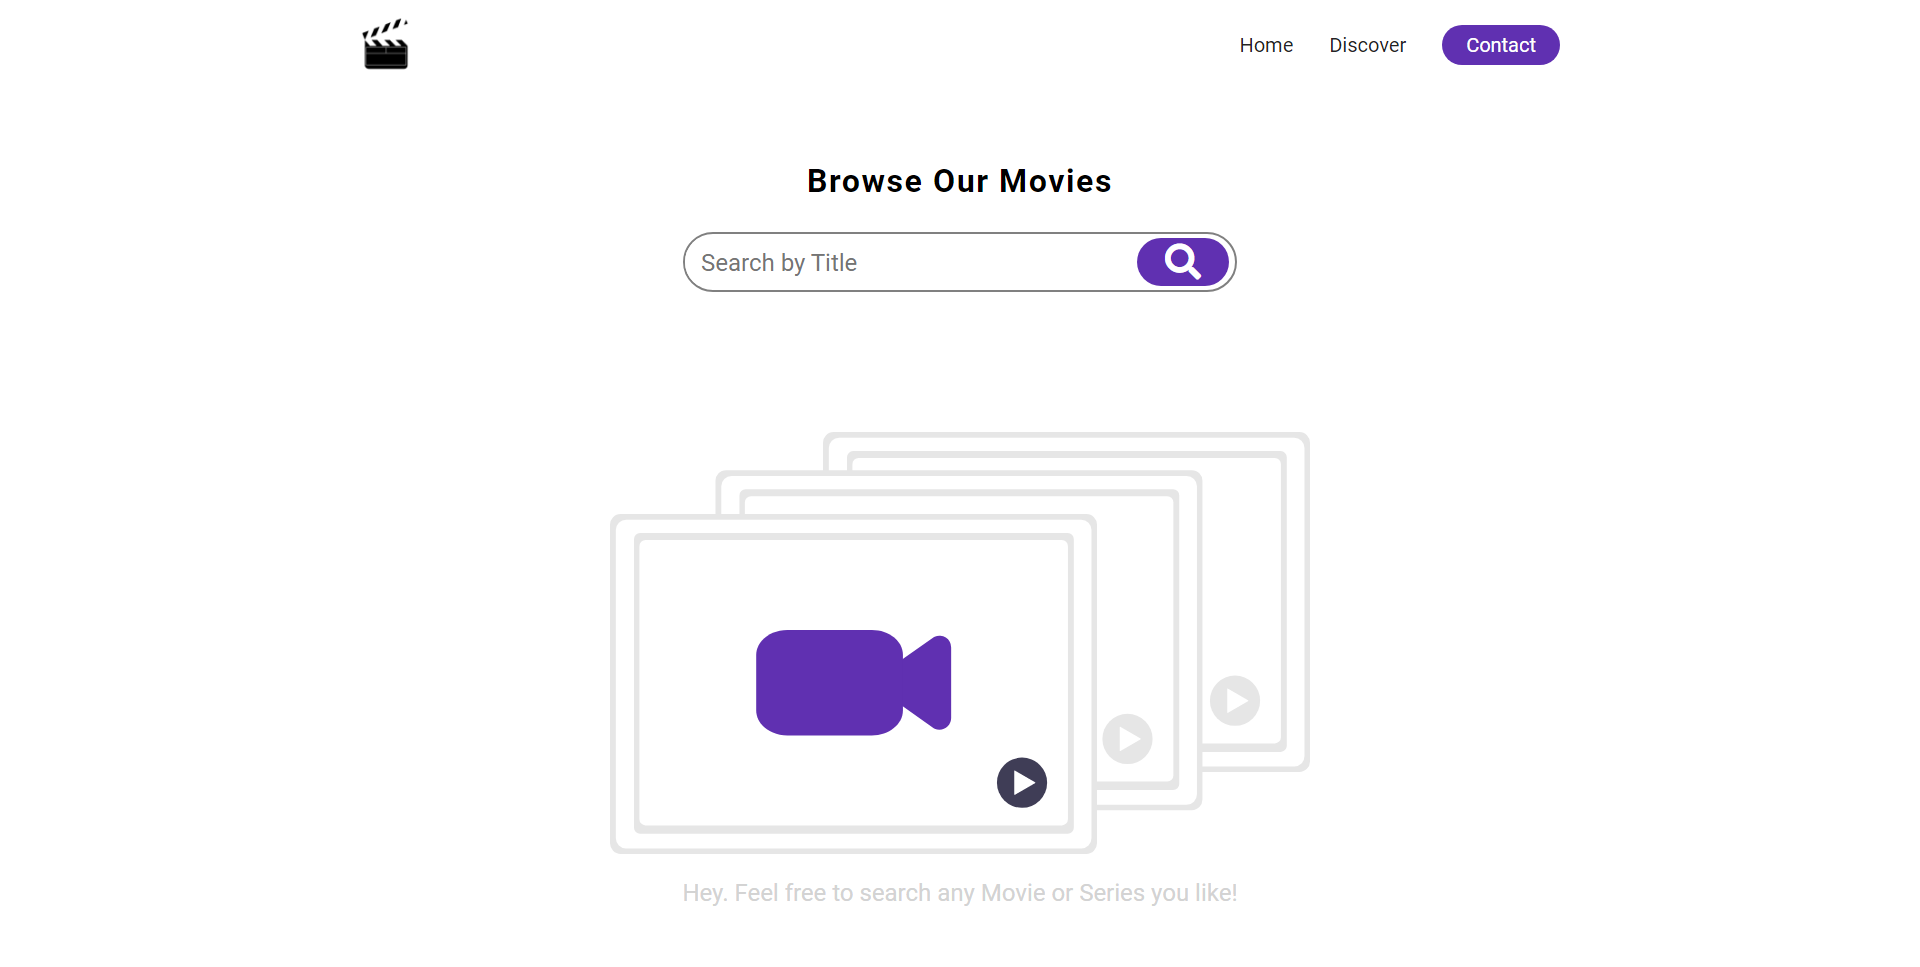 Home
Discover
Contact
Browse Our Movies
Search by Title
Hey. Feel free to search any Movie or Series you like!